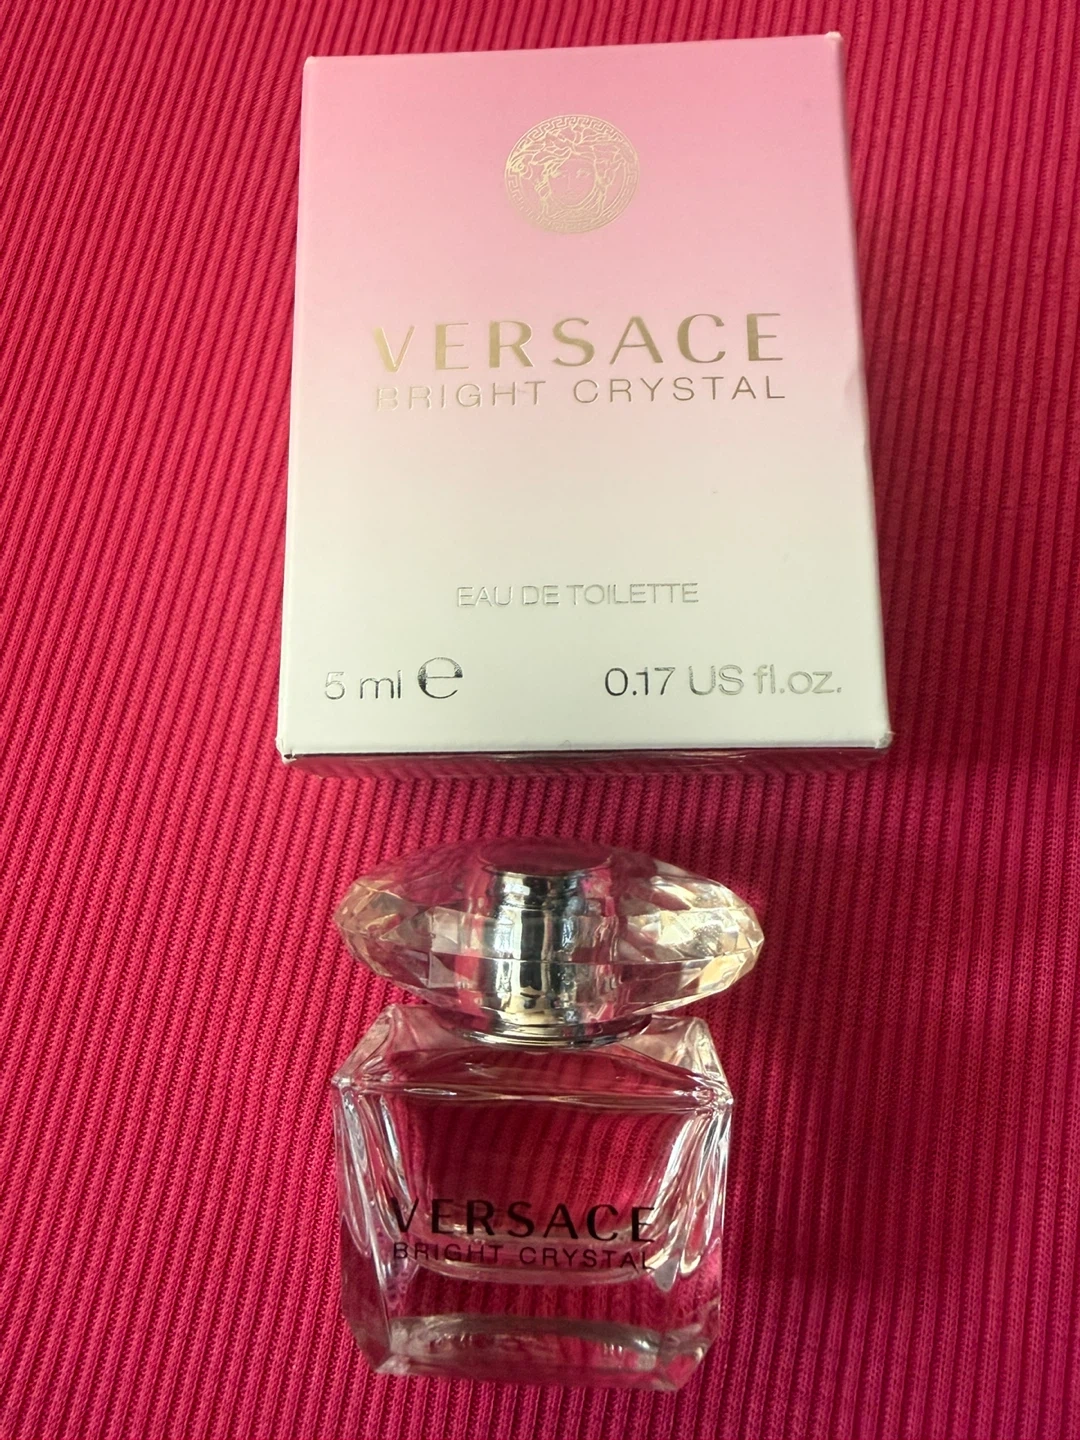 VERSACE
BRIGHT CRYSTAL
EAU DE TOILETTE
5 ml ℮
0.17 US fl.oz.
VERSACE
BRIGHT CRYSTAL